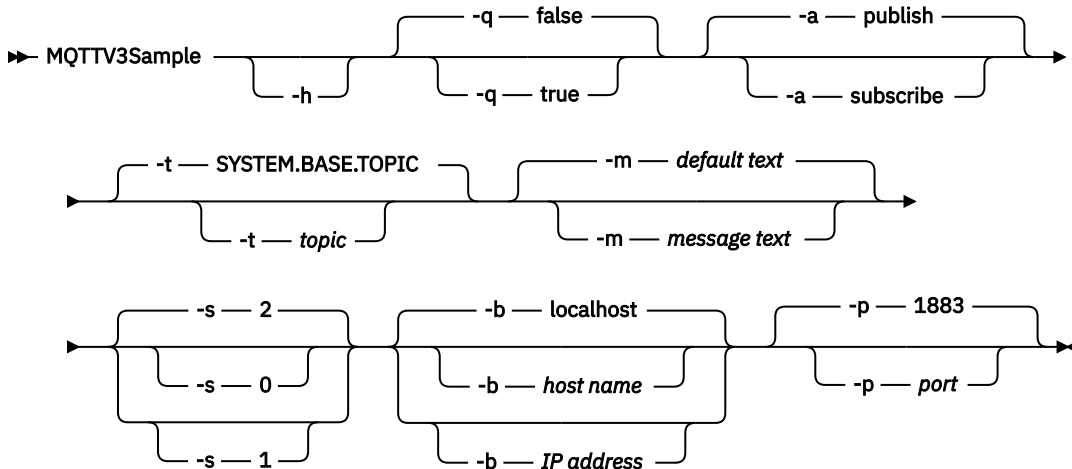 -q — false -a — publish
MQTTV3Sample
-h -q — true -a — subscribe
-t — SYSTEM.BASE.TOPIC -m — default text
-t — topic -m — message text
-s — 2 -b — localhost -p — 1883
-s — 0 -b — host name -p — port
-s — 1 -b — IP address